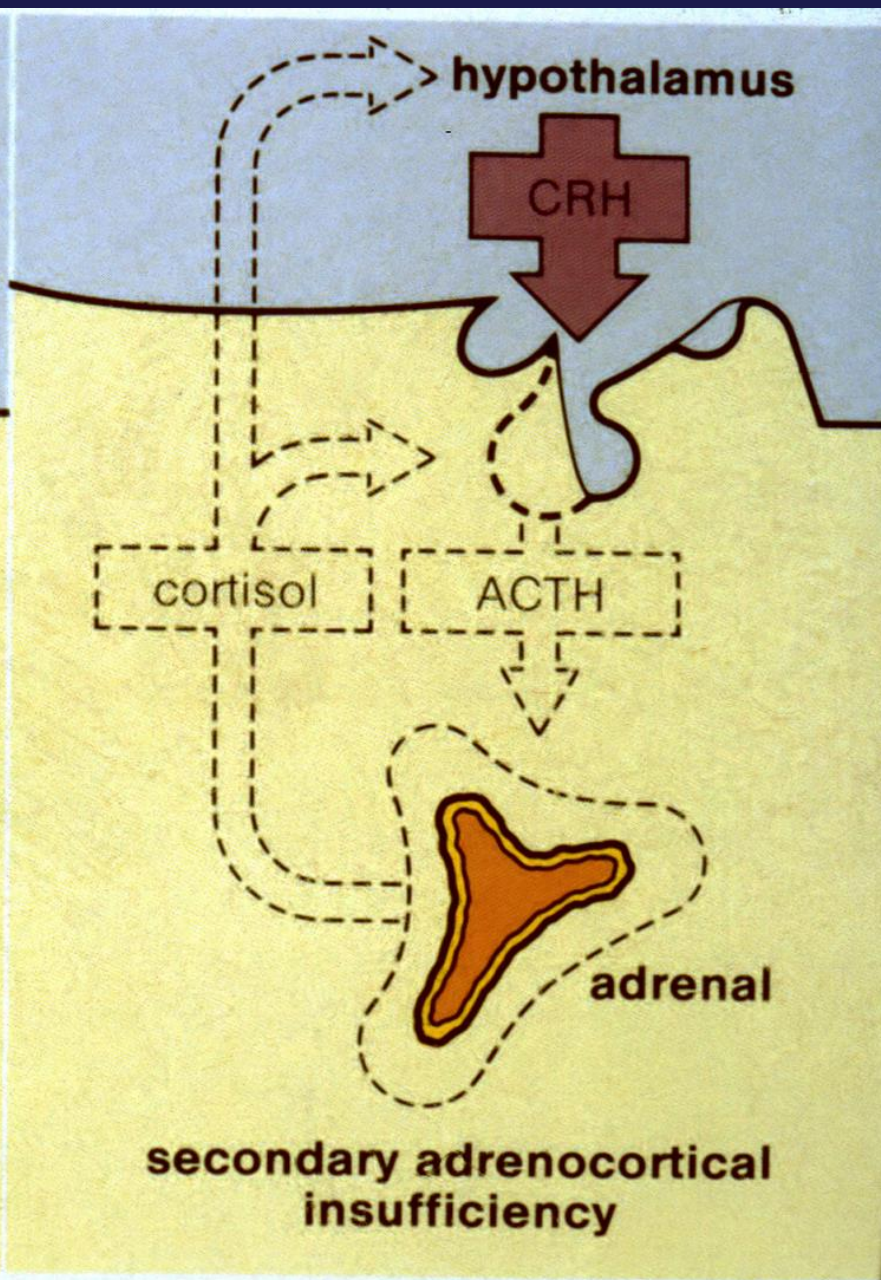 hypothalamus
CRH
cortisol
ACTH
adrenal
secondary adrenocortical
insufficiency